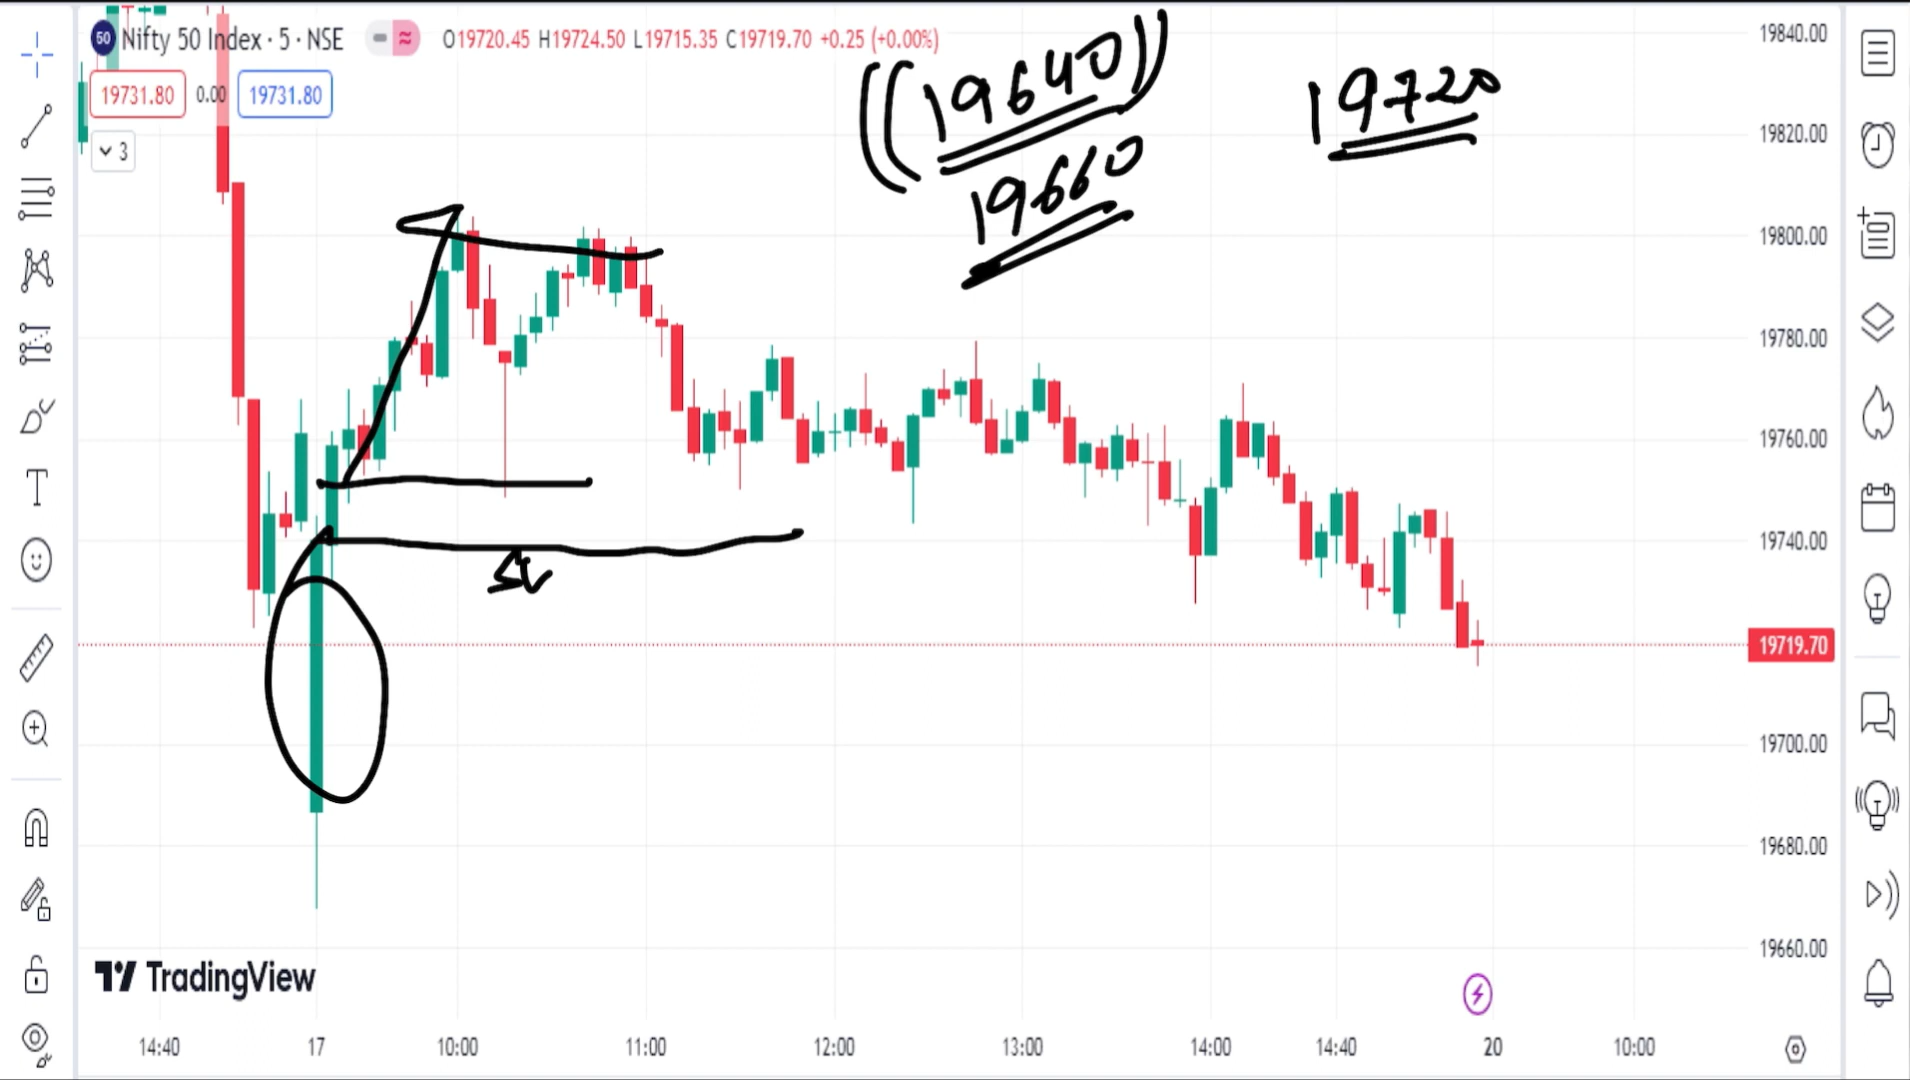 50 Nifty 50 Index · 5 · NSE O19720.45 H19724.50 L19715.35 C19719.70 +0.25 (+0.00%)
19731.80 0.00 19731.80
3
19640
19660
19720
SL
19840.00
19820.00
19800.00
19780.00
19760.00
19740.00
19719.70
19700.00
19680.00
19660.00
TradingView
14:40 17 10:00 11:00 12:00 13:00 14:00 14:40 20 10:00